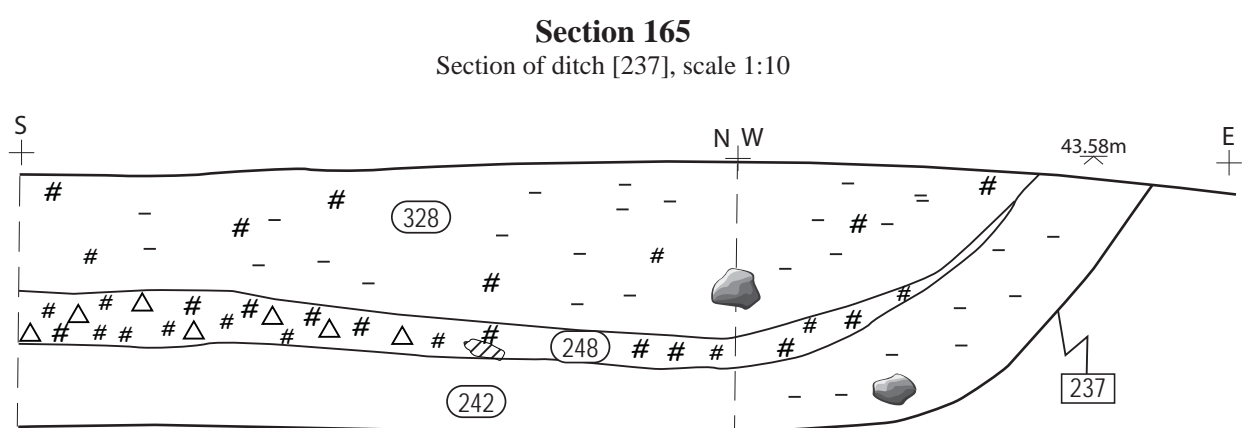 Section 165
Section of ditch [237], scale 1:10
S
N W
43.58m
E
328
248
242
237